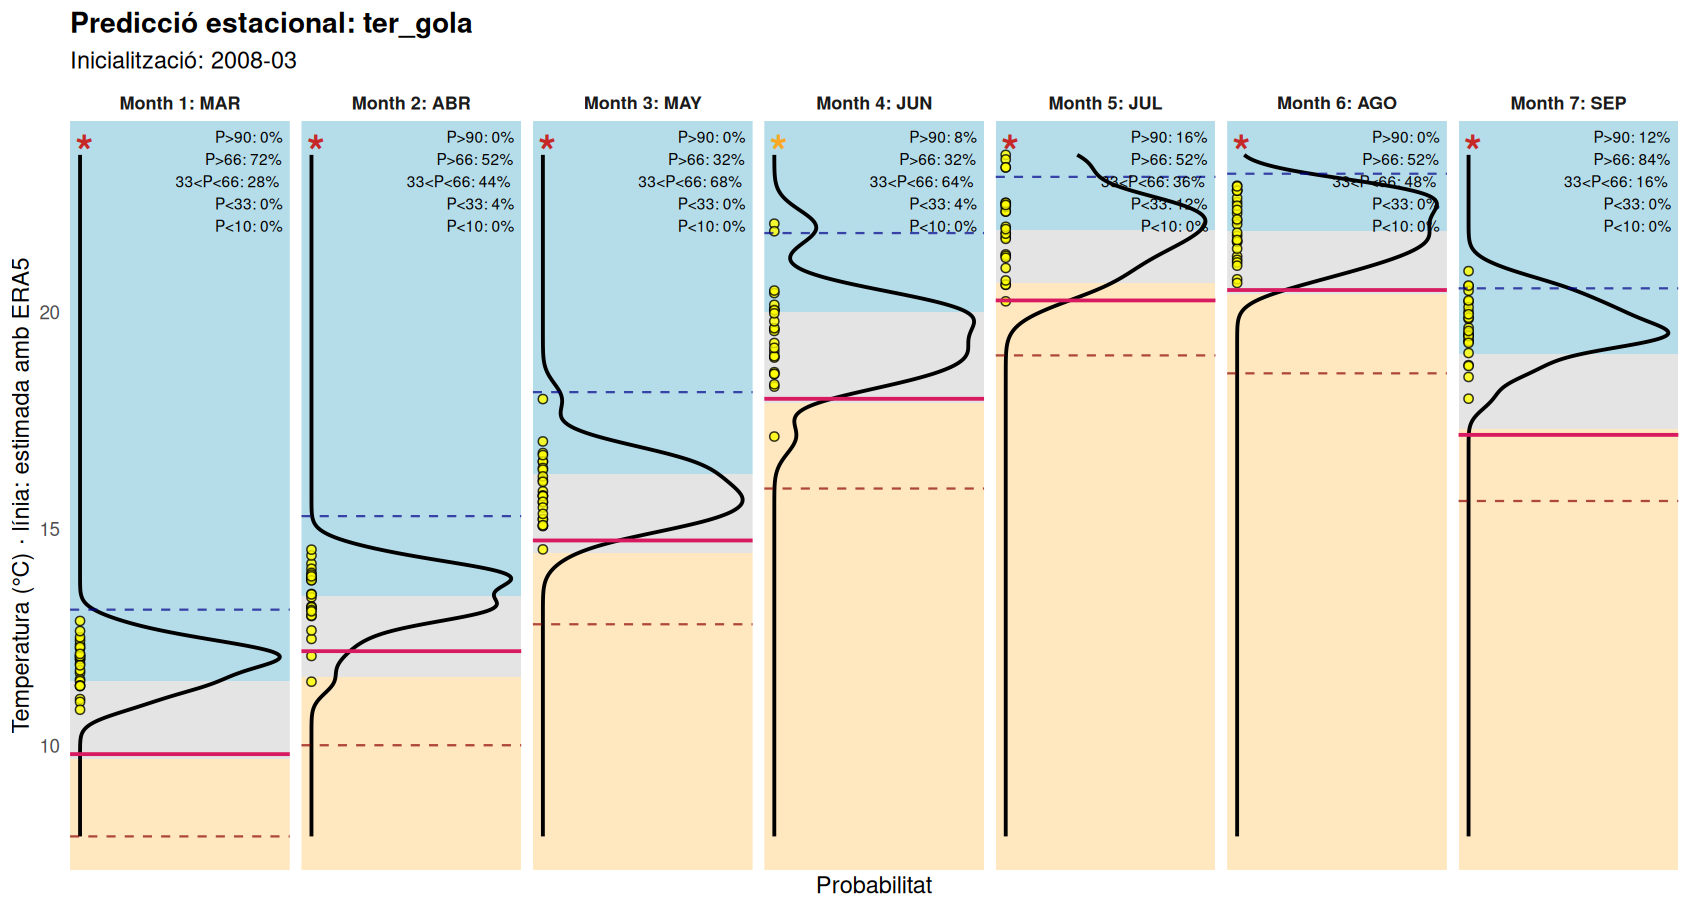 Predicció estacional: ter_gola
Inicialització: 2008-03
Month 1: MAR
Month 2: ABR
Month 3: MAY
Month 4: JUN
Month 5: JUL
Month 6: AGO
Month 7: SEP
*
P>90: 0%
P>66: 72%
33<P<66: 28%
P<33: 0%
P<10: 0%
*
P>90: 0%
P>66: 52%
33<P<66: 44%
P<33: 4%
P<10: 0%
*
P>90: 0%
P>66: 32%
33<P<66: 68%
P<33: 0%
P<10: 0%
*
P>90: 8%
P>66: 32%
33<P<66: 64%
P<33: 4%
P<10: 0%
*
P>90: 16%
P>66: 52%
33<P<66: 36%
P<33: 12%
P<10: 0%
*
P>90: 0%
P>66: 52%
33<P<66: 48%
P<33: 0%
P<10: 0%
*
P>90: 12%
P>66: 84%
33<P<66: 16%
P<33: 0%
P<10: 0%
20
15
10
Temperatura (°C) · línia: estimada amb ERA5
Probabilitat